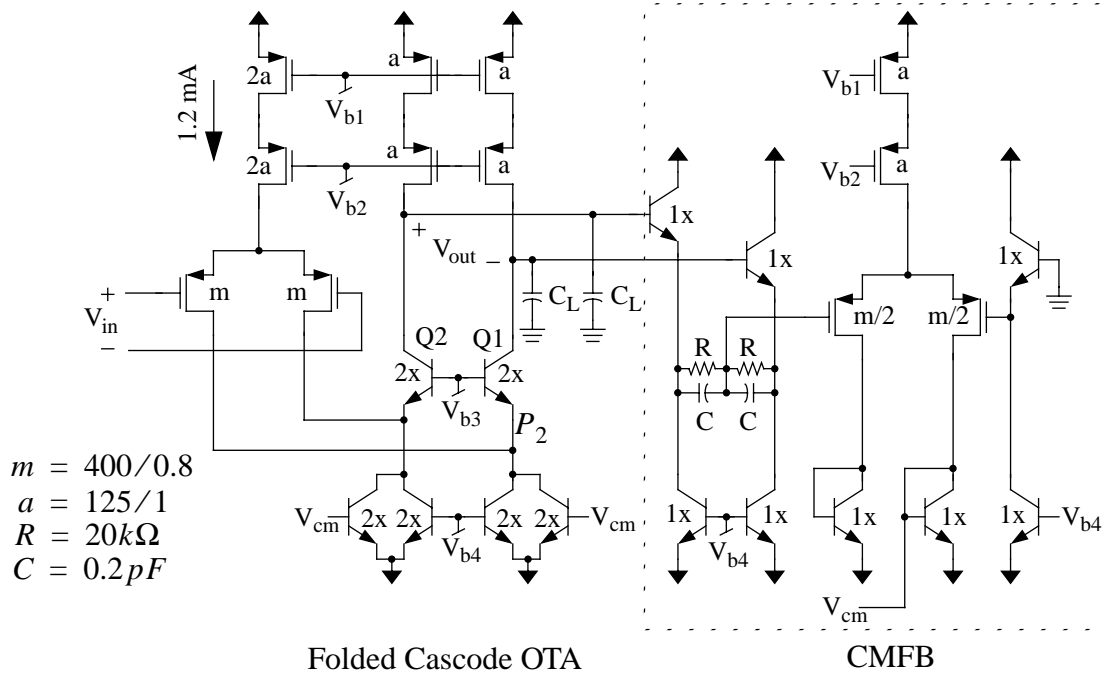 1.2 mA
2a
a
a
V_b1
V_b1
a
2a
a
a
V_b2
V_b2
a
1x
+
V_out
−
1x
1x
+
V_in
−
m
m
C_L
C_L
m/2
m/2
Q2
Q1
2x
2x
V_b3
R
R
C
C
P_2
m = 400/0.8
a = 125/1
R = 20kΩ
C = 0.2pF
V_cm
2x
2x
V_b4
2x
2x
V_cm
1x
V_b4
1x
1x
1x
1x
V_b4
V_cm
Folded Cascode OTA
CMFB